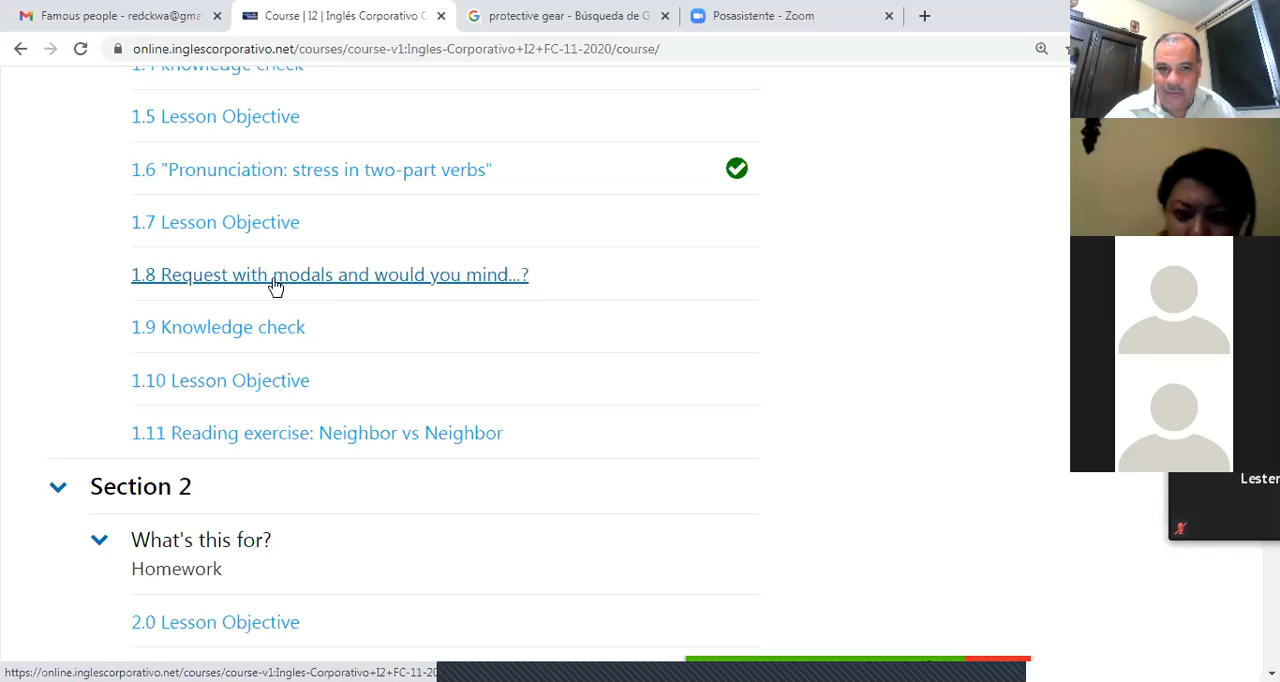 Famous people - redckwa@gma
Course | I2 | Inglés Corporativo C
protective gear - Búsqueda de G
Posasistente - Zoom
online.inglescorporativo.net/courses/course-v1:Ingles-Corporativo+I2+FC-11-2020/course/
1.4 Knowledge check
1.5 Lesson Objective
1.6 "Pronunciation: stress in two-part verbs"
1.7 Lesson Objective
1.8 Request with modals and would you mind...?
1.9 Knowledge check
1.10 Lesson Objective
1.11 Reading exercise: Neighbor vs Neighbor
Lester
Section 2
What's this for?
Homework
2.0 Lesson Objective
https://online.inglescorporativo.net/courses/course-v1:Ingles-Corporativo+I2+FC-11-20